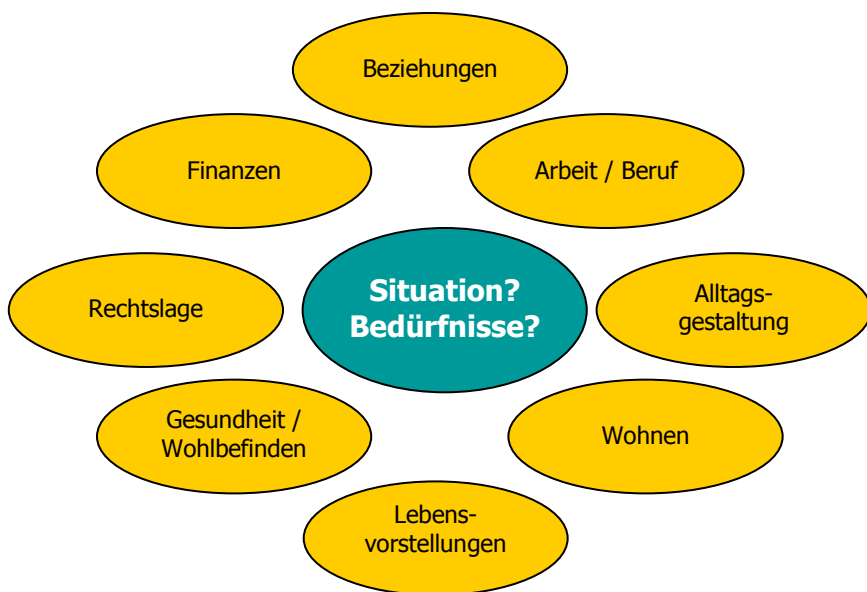 Beziehungen
Finanzen
Arbeit / Beruf
Situation?
Bedürfnisse?
Rechtslage
Alltags-
gestaltung
Gesundheit /
Wohlbefinden
Wohnen
Lebens-
vorstellungen